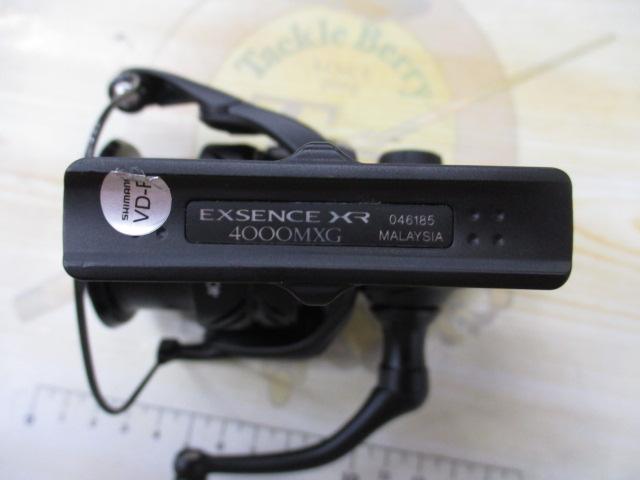 Tackle Berry
SHIMANO
VD-F
EXSENCE XR 046185
4000MXG MALAYSIA